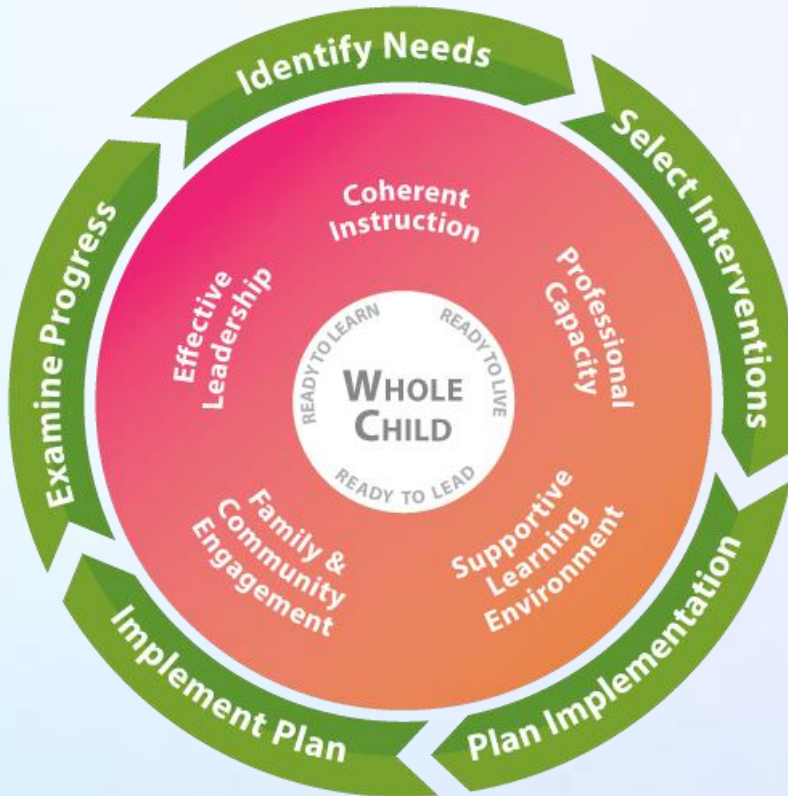 Identify Needs
Select Interventions
Plan Implementation
Implement Plan
Examine Progress
Coherent
Instruction
Professional
Capacity
Supportive
Learning
Environment
Family &
Community
Engagement
Effective
Leadership
READY TO LEARN
READY TO LIVE
READY TO LEAD
WHOLE
CHILD